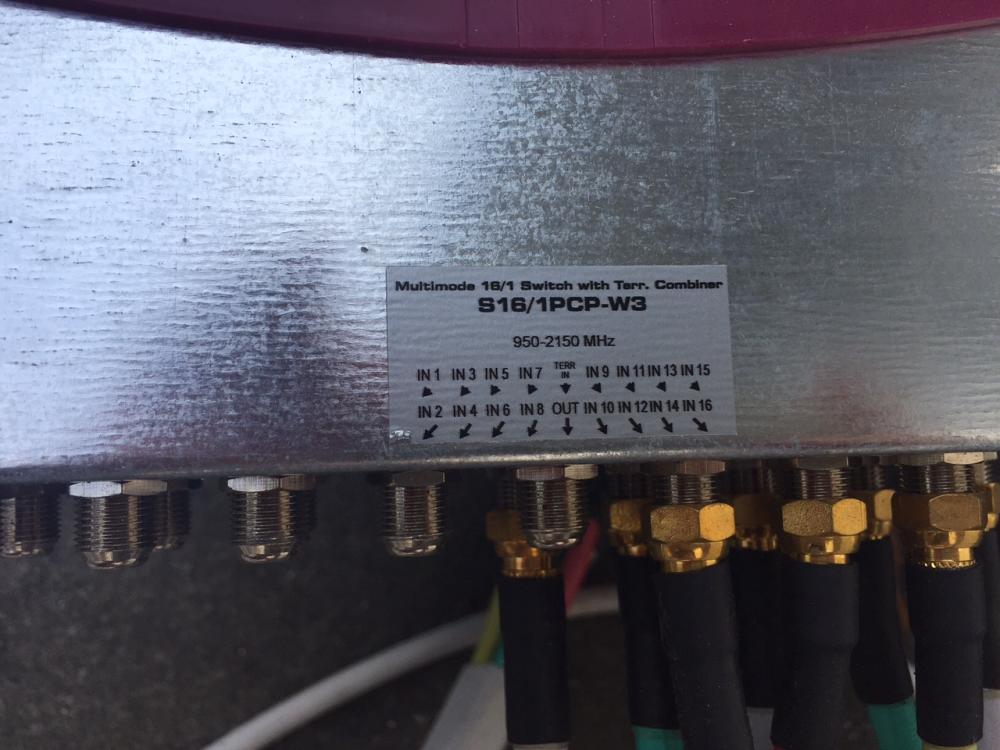 Multimode 16/1 Switch with Terr. Combiner
S16/1PCP-W3
950-2150 MHz
IN 1 IN 3 IN 5 IN 7 TERR IN IN 9 IN 11 IN 13 IN 15
IN 2 IN 4 IN 6 IN 8 OUT IN 10 IN 12 IN 14 IN 16